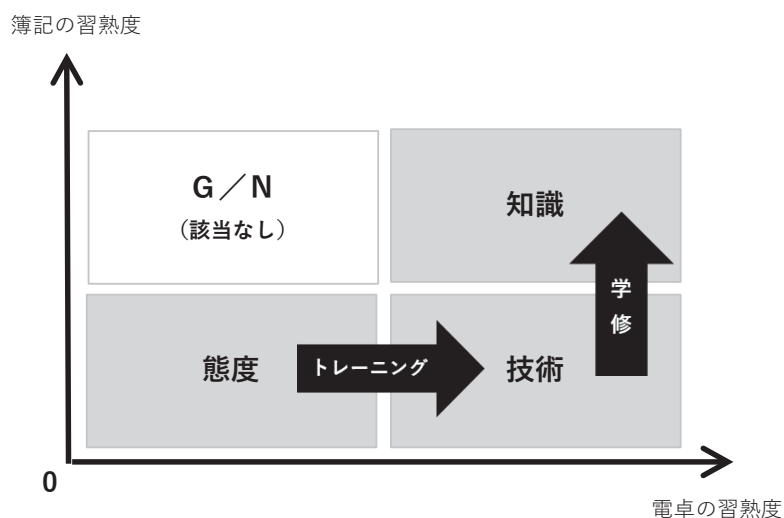 簿記の習熟度
G／N
（該当なし）
知識
学
修
態度
トレーニング
技術
0
電卓の習熟度